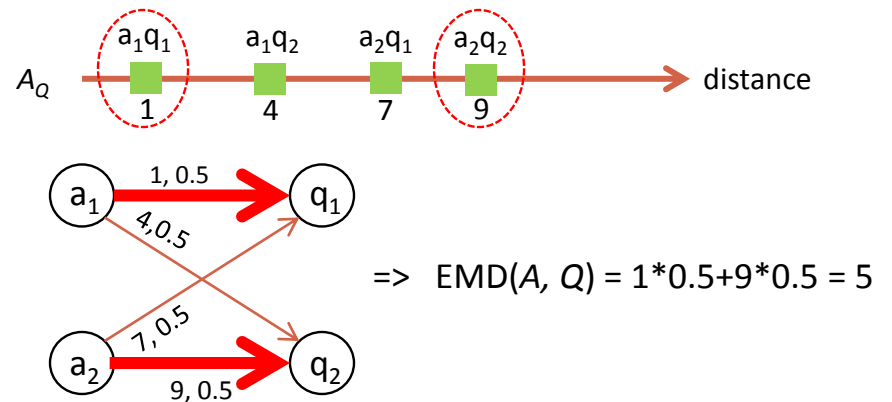 a₁q₁ a₁q₂ a₂q₁ a₂q₂
A_Q distance
1 4 7 9
a₁ 1, 0.5 q₁
4,0.5
=> EMD(A, Q) = 1*0.5+9*0.5 = 5
7, 0.5
a₂ q₂
9, 0.5